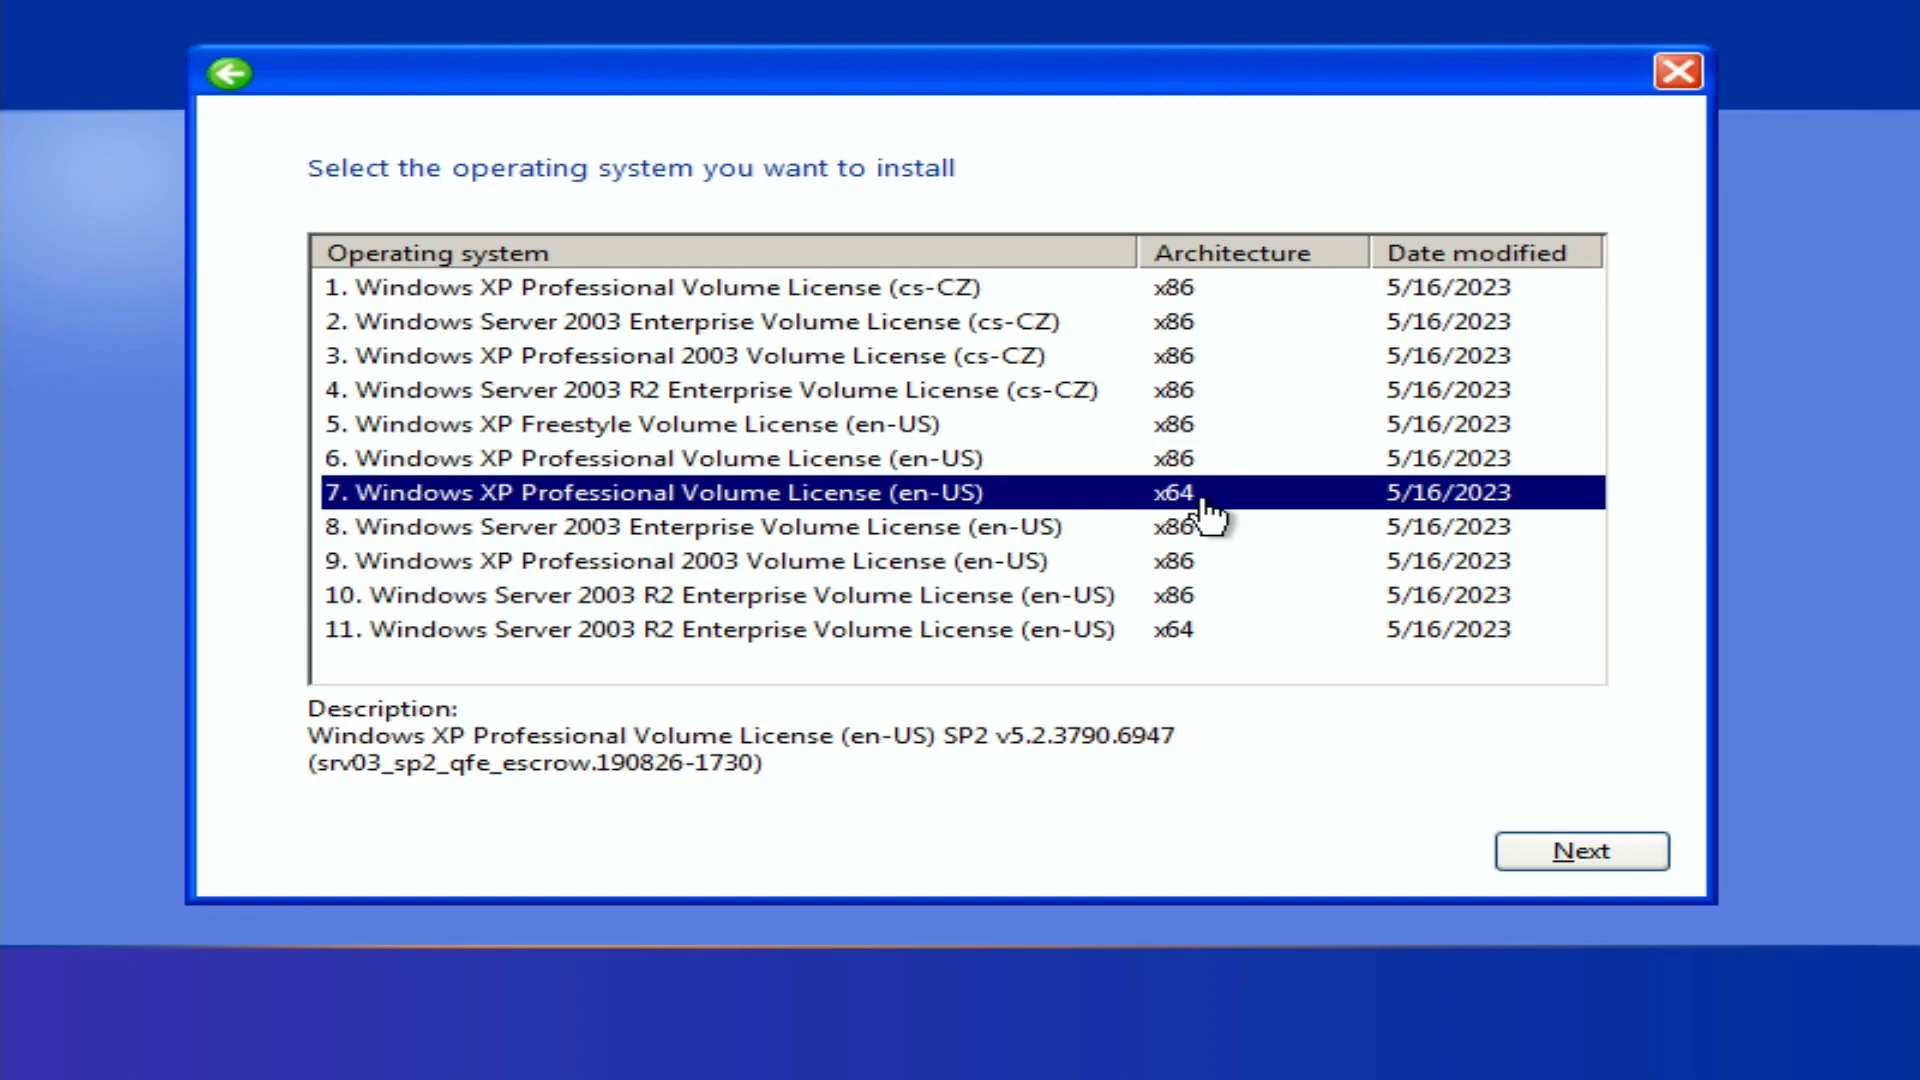 Select the operating system you want to install
Operating system Architecture Date modified
1. Windows XP Professional Volume License (cs-CZ) x86 5/16/2023
2. Windows Server 2003 Enterprise Volume License (cs-CZ) x86 5/16/2023
3. Windows XP Professional 2003 Volume License (cs-CZ) x86 5/16/2023
4. Windows Server 2003 R2 Enterprise Volume License (cs-CZ) x86 5/16/2023
5. Windows XP Freestyle Volume License (en-US) x86 5/16/2023
6. Windows XP Professional Volume License (en-US) x86 5/16/2023
7. Windows XP Professional Volume License (en-US) x64 5/16/2023
8. Windows Server 2003 Enterprise Volume License (en-US) x86 5/16/2023
9. Windows XP Professional 2003 Volume License (en-US) x86 5/16/2023
10. Windows Server 2003 R2 Enterprise Volume License (en-US) x86 5/16/2023
11. Windows Server 2003 R2 Enterprise Volume License (en-US) x64 5/16/2023
Description:
Windows XP Professional Volume License (en-US) SP2 v5.2.3790.6947
(srv03_sp2_qfe_escrow.190826-1730)
Next